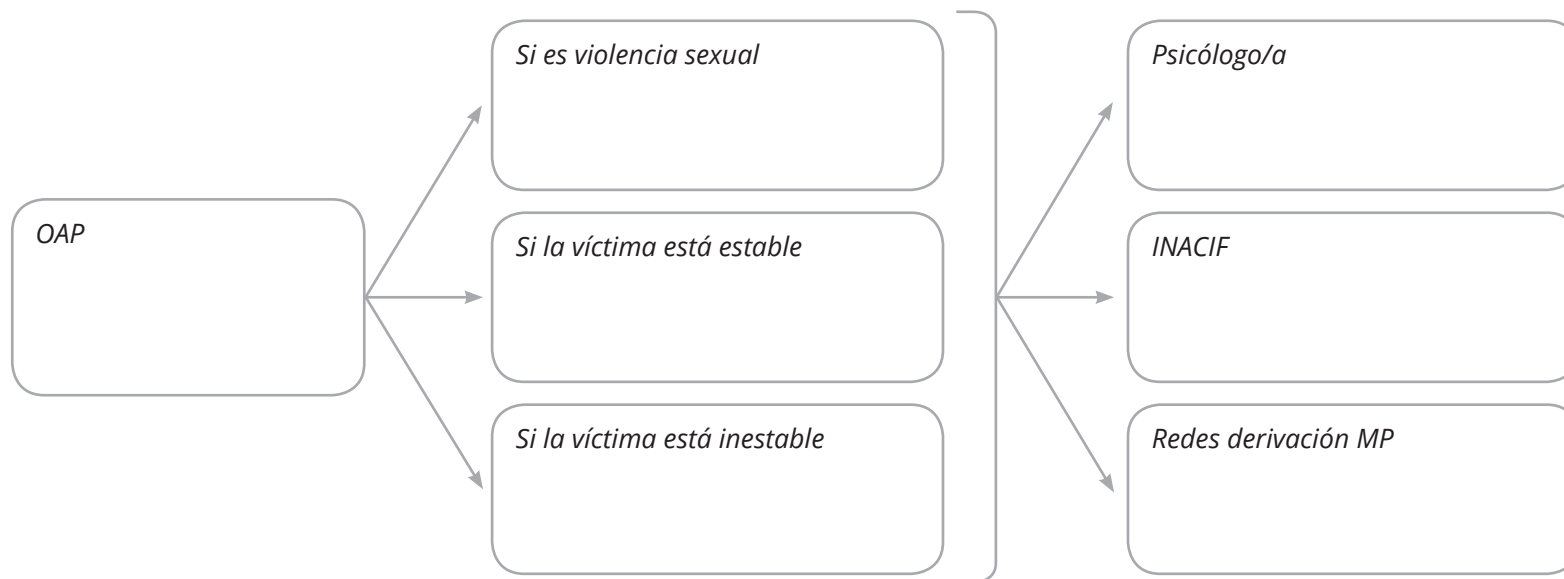 OAP
Si es violencia sexual
Si la víctima está estable
Si la víctima está inestable
Psicólogo/a
INACIF
Redes derivación MP